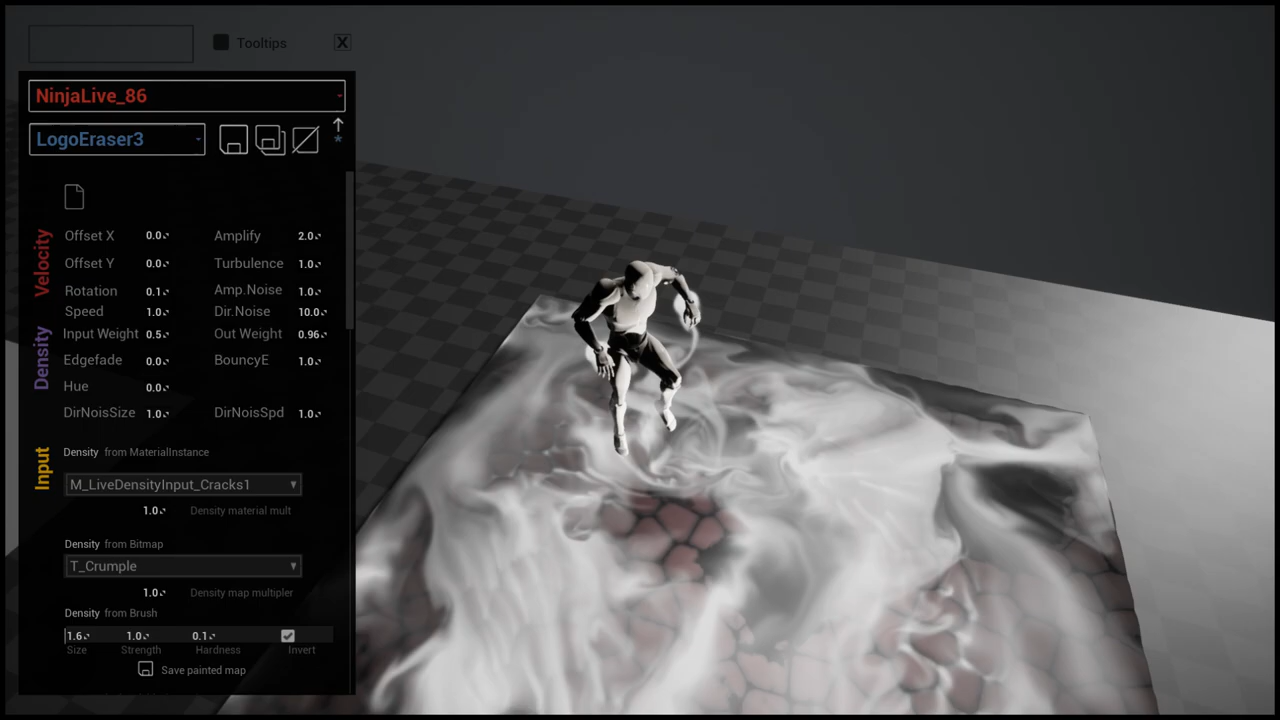 Tooltips X
NinjaLive_86
LogoEraser3
*
Velocity
Offset X 0.0 Amplify 2.0
Offset Y 0.0 Turbulence 1.0
Rotation 0.1 Amp.Noise 1.0
Speed 1.0 Dir.Noise 10.0
Density
Input Weight 0.5 Out Weight 0.96
Edgefade 0.0 BouncyE 1.0
Hue 0.0
DirNoisSize 1.0 DirNoisSpd 1.0
Input
Density from MaterialInstance
M_LiveDensityInput_Cracks1
1.0 Density material mult
Density from Bitmap
T_Crumple
1.0 Density map multipler
Density from Brush
1.6 1.0 0.1
Size Strength Hardness Invert
Save painted map